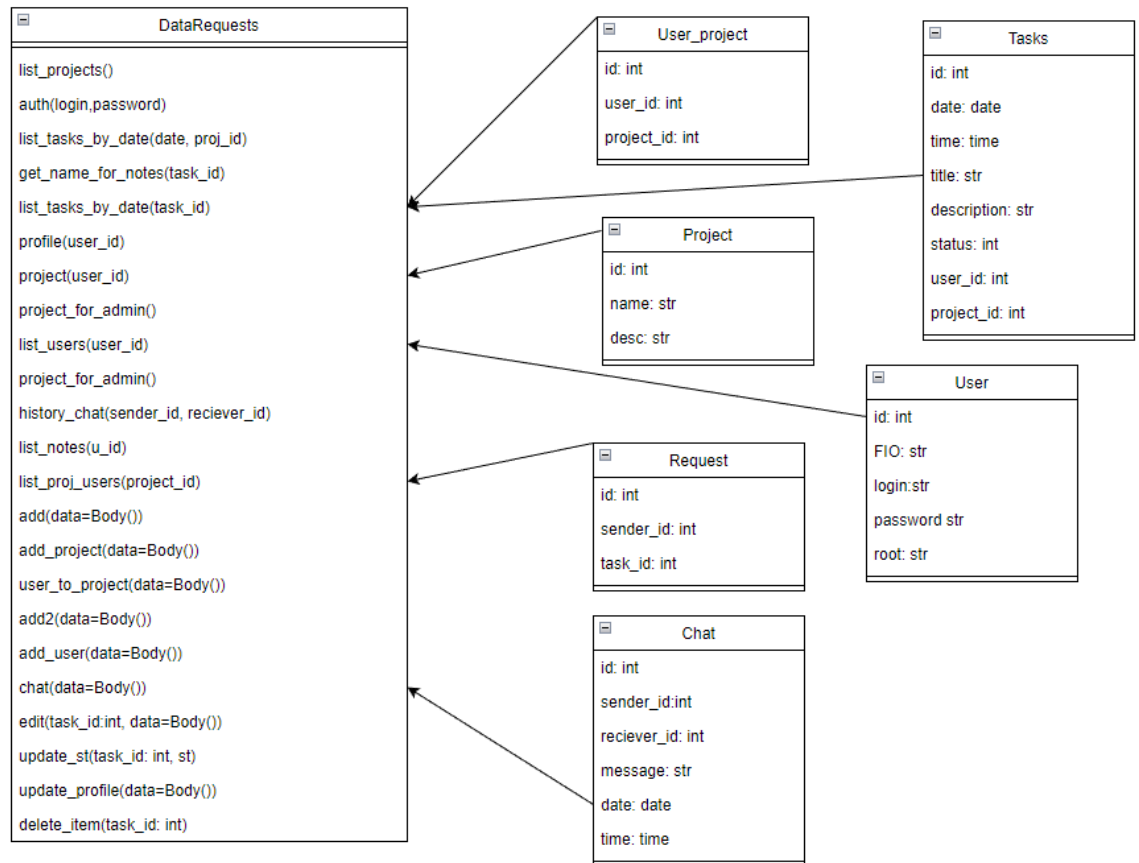 DataRequests
list_projects()
auth(login,password)
list_tasks_by_date(date, proj_id)
get_name_for_notes(task_id)
list_tasks_by_date(task_id)
profile(user_id)
project(user_id)
project_for_admin()
list_users(user_id)
project_for_admin()
history_chat(sender_id, reciever_id)
list_notes(u_id)
list_proj_users(project_id)
add(data=Body())
add_project(data=Body())
user_to_project(data=Body())
add2(data=Body())
add_user(data=Body())
chat(data=Body())
edit(task_id:int, data=Body())
update_st(task_id: int, st)
update_profile(data=Body())
delete_item(task_id: int)
User_project
id: int
user_id: int
project_id: int
Tasks
id: int
date: date
time: time
title: str
description: str
status: int
user_id: int
project_id: int
Project
id: int
name: str
desc: str
User
id: int
FIO: str
login:str
password str
root: str
Request
id: int
sender_id: int
task_id: int
Chat
id: int
sender_id:int
reciever_id: int
message: str
date: date
time: time